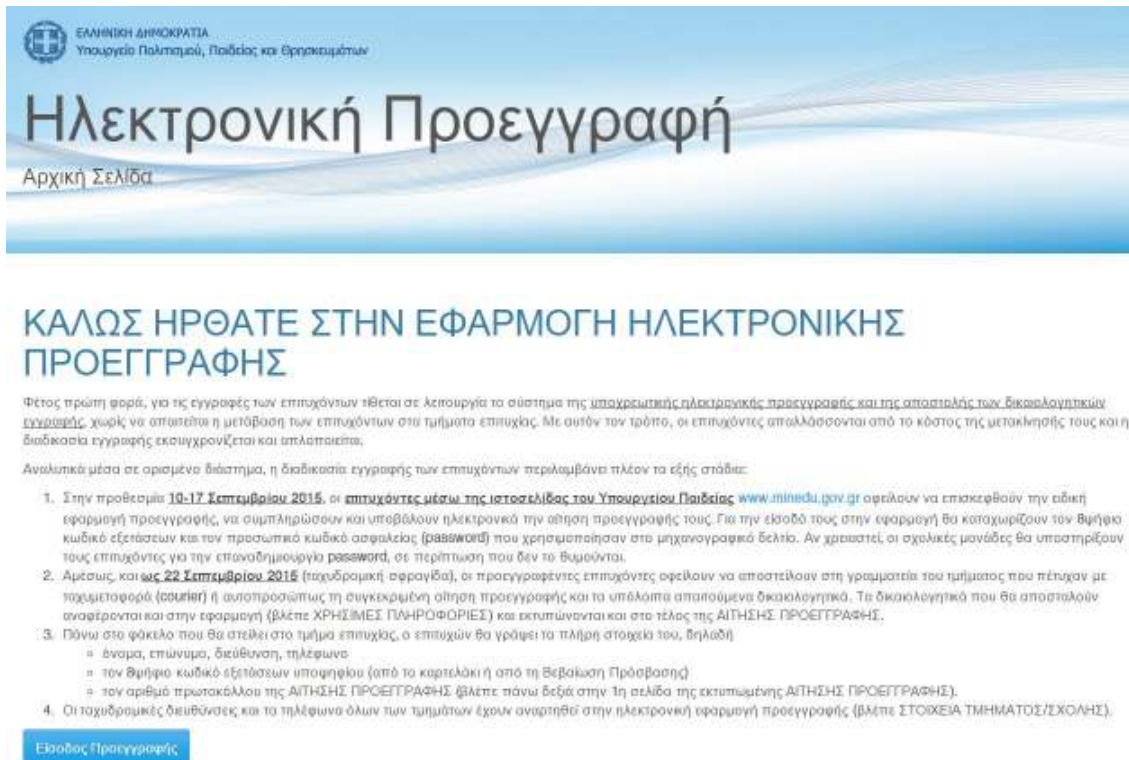 ΕΛΛΗΝΙΚΗ ΔΗΜΟΚΡΑΤΙΑ
Υπουργείο Πολιτισμού, Παιδείας και Θρησκευμάτων
Ηλεκτρονική Προεγγραφή
Αρχική Σελίδα
ΚΑΛΩΣ ΗΡΘΑΤΕ ΣΤΗΝ ΕΦΑΡΜΟΓΗ ΗΛΕΚΤΡΟΝΙΚΗΣ
ΠΡΟΕΓΓΡΑΦΗΣ
Φέτος πρώτη φορά, για τις εγγραφές των επιτυχόντων τίθεται σε λειτουργία το σύστημα της υποχρεωτικής ηλεκτρονικής προεγγραφής και της αποστολής των δικαιολογητικών
εγγραφής, χωρίς να απαιτείται η μετάβαση των επιτυχόντων στα τμήματα επιτυχίας. Με αυτόν τον τρόπο, οι επιτυχόντες απαλλάσσονται από το κόστος της μετακίνησής τους και η
διαδικασία εγγραφής εκσυγχρονίζεται και απλοποιείται.
Αναλυτικά μέσα σε ορισμένο διάστημα, η διαδικασία εγγραφής των επιτυχόντων περιλαμβάνει πλέον τα εξής στάδια:
1. Στην προθεσμία 10-17 Σεπτεμβρίου 2015, οι επιτυχόντες μέσω της ιστοσελίδας του Υπουργείου Παιδείας www.minedu.gov.gr οφείλουν να επισκεφθούν την ειδική
εφαρμογή προεγγραφής, να συμπληρώσουν και υποβάλουν ηλεκτρονικά την αίτηση προεγγραφής τους. Για την είσοδό τους στην εφαρμογή θα καταχωρίζουν τον 8ψήφιο
κωδικό εξετάσεων και τον προσωπικό κωδικό ασφαλείας (password) που χρησιμοποίησαν στο μηχανογραφικό δελτίο. Αν χρειαστεί, οι σχολικές μονάδες θα υποστηρίξουν
τους επιτυχόντες για την επαναδημιουργία password, σε περίπτωση που δεν το θυμούνται.
2. Αμέσως, και ως 22 Σεπτεμβρίου 2015 (ταχυδρομική σφραγίδα), οι προεγγραφέντες επιτυχόντες οφείλουν να αποστείλουν στη γραμματεία του τμήματος που πέτυχαν με
ταχυμεταφορά (courier) ή αυτοπροσώπως τη συγκεκριμένη αίτηση προεγγραφής και τα υπόλοιπα απαιτούμενα δικαιολογητικά. Τα δικαιολογητικά που θα αποσταλούν
αναφέρονται και στην εφαρμογή (βλέπε ΧΡΗΣΙΜΕΣ ΠΛΗΡΟΦΟΡΙΕΣ) και εκτυπώνονται και στο τέλος της ΑΙΤΗΣΗΣ ΠΡΟΕΓΓΡΑΦΗΣ.
3. Πάνω στο φάκελο που θα στείλει στο τμήμα επιτυχίας, ο επιτυχών θα γράψει τα πλήρη στοιχεία του, δηλαδή
όνομα, επώνυμο, διεύθυνση, τηλέφωνο
τον 8ψήφιο κωδικό εξετάσεων υποψηφίου (από το καρτελάκι ή από τη Βεβαίωση Πρόσβασης)
τον αριθμό πρωτοκόλλου της ΑΙΤΗΣΗΣ ΠΡΟΕΓΓΡΑΦΗΣ (βλέπε πάνω δεξιά στην 1η σελίδα της εκτυπωμένης ΑΙΤΗΣΗΣ ΠΡΟΕΓΓΡΑΦΗΣ).
4. Οι ταχυδρομικές διευθύνσεις και τα τηλέφωνα όλων των τμημάτων έχουν αναρτηθεί στην ηλεκτρονική εφαρμογή προεγγραφής (βλέπε ΣΤΟΙΧΕΙΑ ΤΜΗΜΑΤΟΣ/ΣΧΟΛΗΣ).
Είσοδος Προεγγραφής